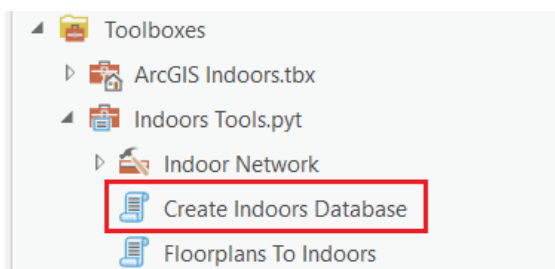 Toolboxes
ArcGIS Indoors.tbx
Indoors Tools.pyt
Indoor Network
Create Indoors Database
Floorplans To Indoors